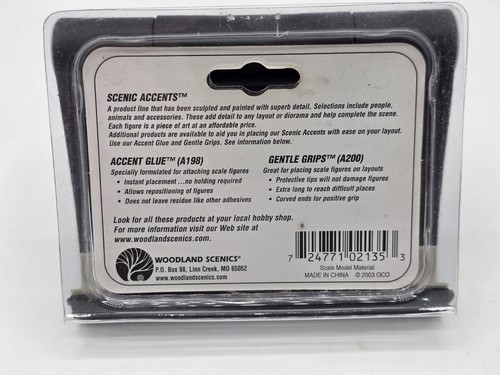 SCENIC ACCENTS™
A product line that has been sculpted and painted with superb detail. Selections include people,
animals and accessories. These add detail to any layout or diorama and help complete the scene.
Each figure is a piece of art at an affordable price.
Additional products are available to aid you in placing our Scenic Accents with ease on your layout.
Use our Accent Glue and Gentle Grips. See information below.
ACCENT GLUE™ (A198)
Specially formulated for attaching scale figures
• Instant placement ...no holding required
• Allows repositioning of figures
• Does not leave residue like other adhesives
GENTLE GRIPS™ (A200)
Great for placing scale figures on layouts
• Protective tips will not damage figures
• Extra long to reach difficult places
• Curved ends for positive grip
Look for all these products at your local hobby shop.
For more information visit our Web site at
www.woodlandscenics.com
WOODLAND SCENICS®
P.O. Box 98, Linn Creek, MO 65052
www.woodlandscenics.com
7 24771 02135 3
Scale Model Material
MADE IN CHINA © 2003 OCO